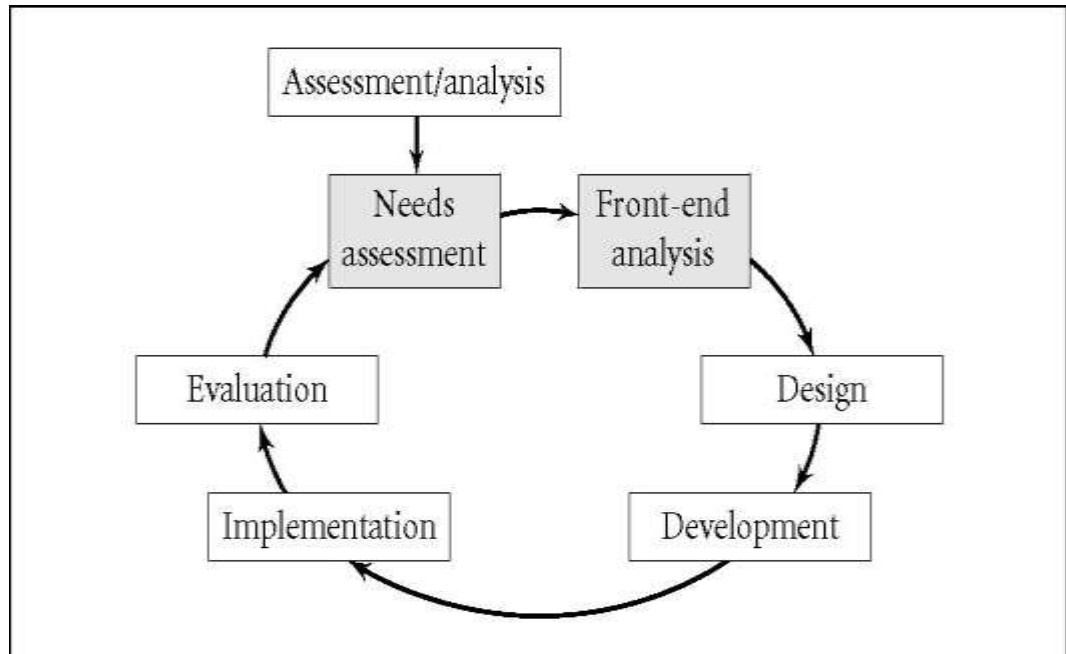 Assessment/analysis
Needs
assessment
Front-end
analysis
Design
Development
Implementation
Evaluation